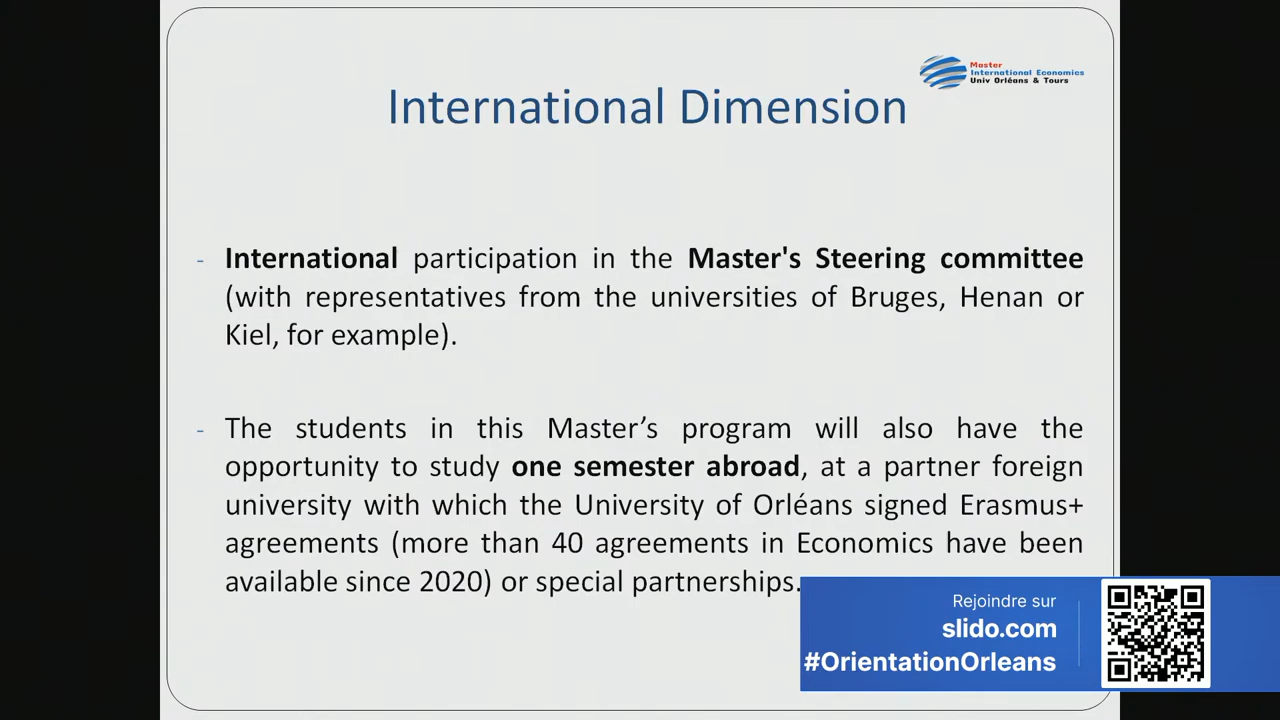 Master
International Economics
Univ Orléans & Tours
International Dimension
- International participation in the Master's Steering committee
(with representatives from the universities of Bruges, Henan or
Kiel, for example).
- The students in this Master’s program will also have the
opportunity to study one semester abroad, at a partner foreign
university with which the University of Orléans signed Erasmus+
agreements (more than 40 agreements in Economics have been
available since 2020) or special partnerships.
Rejoindre sur
slido.com
#OrientationOrleans